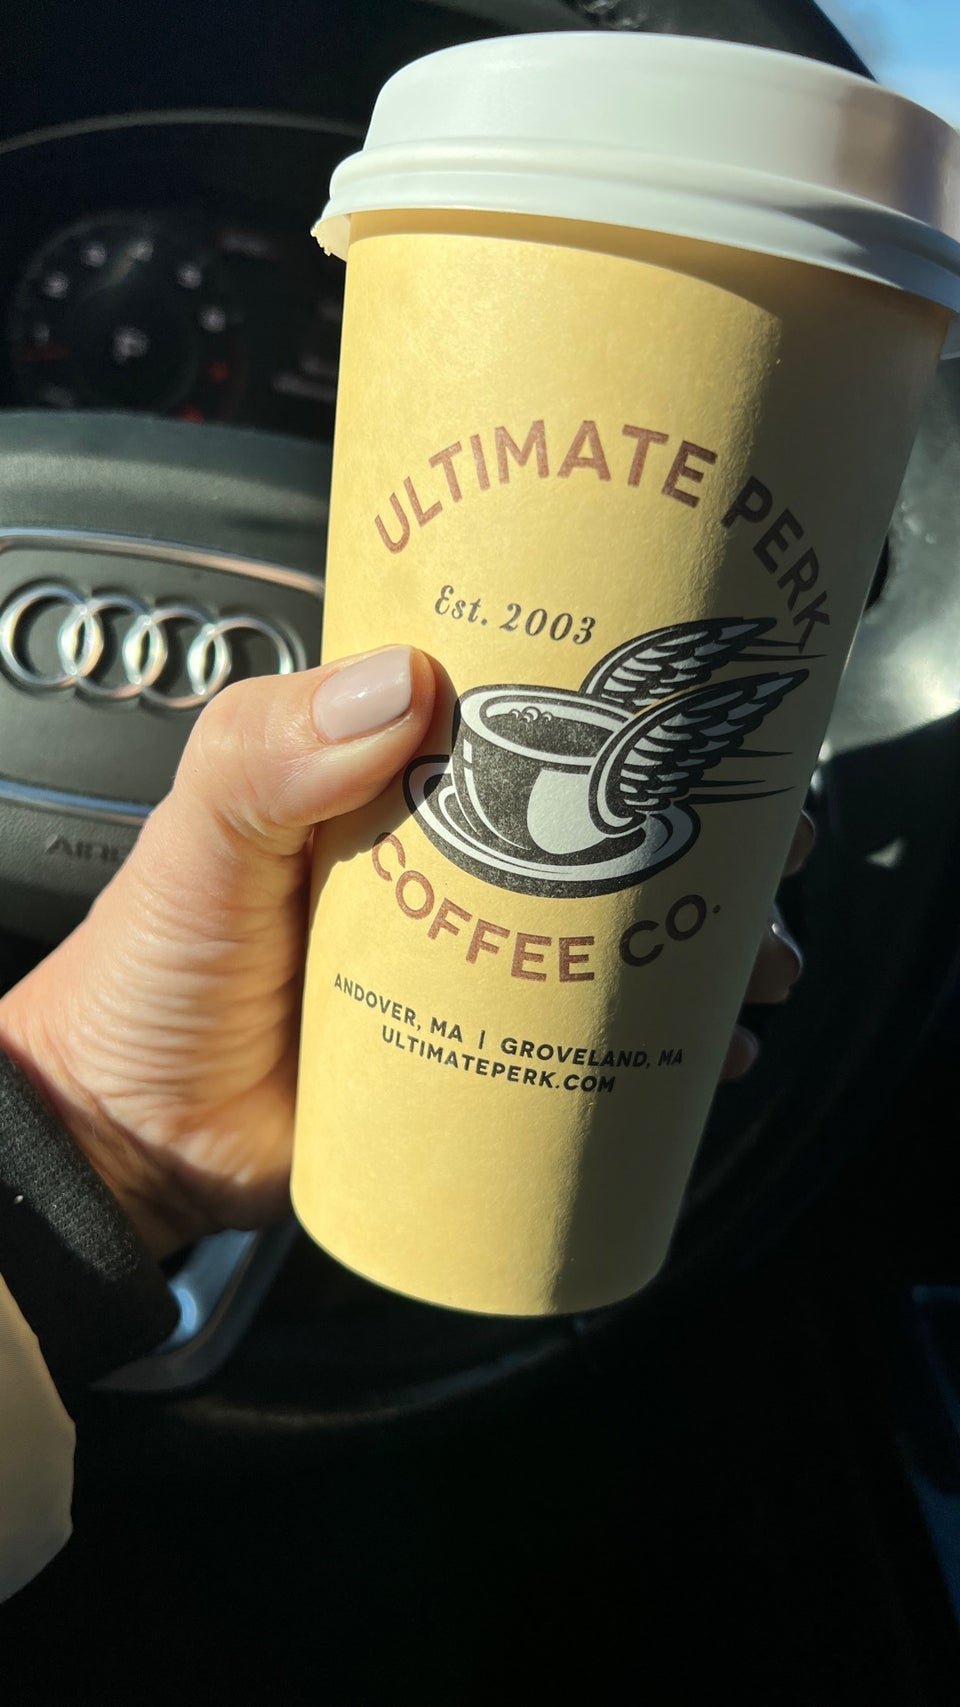 ULTIMATE PERK
Est. 2003
COFFEE CO.
ANDOVER, MA | GROVELAND, MA
ULTIMATEPERK.COM